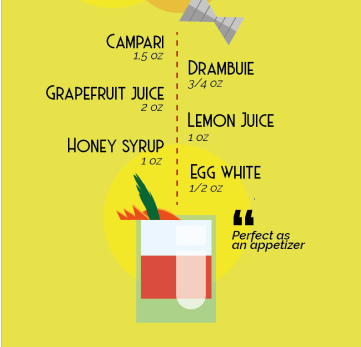 Campari
1,5 oz
Drambuie
3/4 oz
Grapefruit juice
2 oz
Lemon Juice
1 oz
Honey syrup
1 oz
Egg white
1/2 oz
“
Perfect as
an appetizer